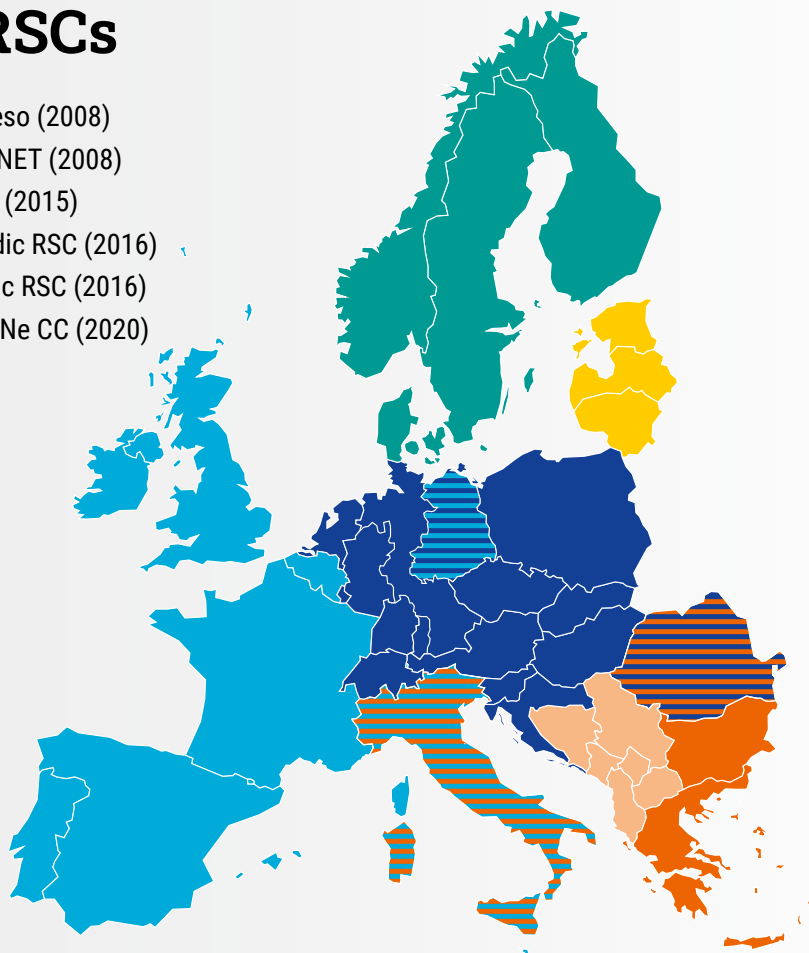 RSCs
eso (2008)
NET (2008)
(2015)
dic RSC (2016)
c RSC (2016)
Ne CC (2020)